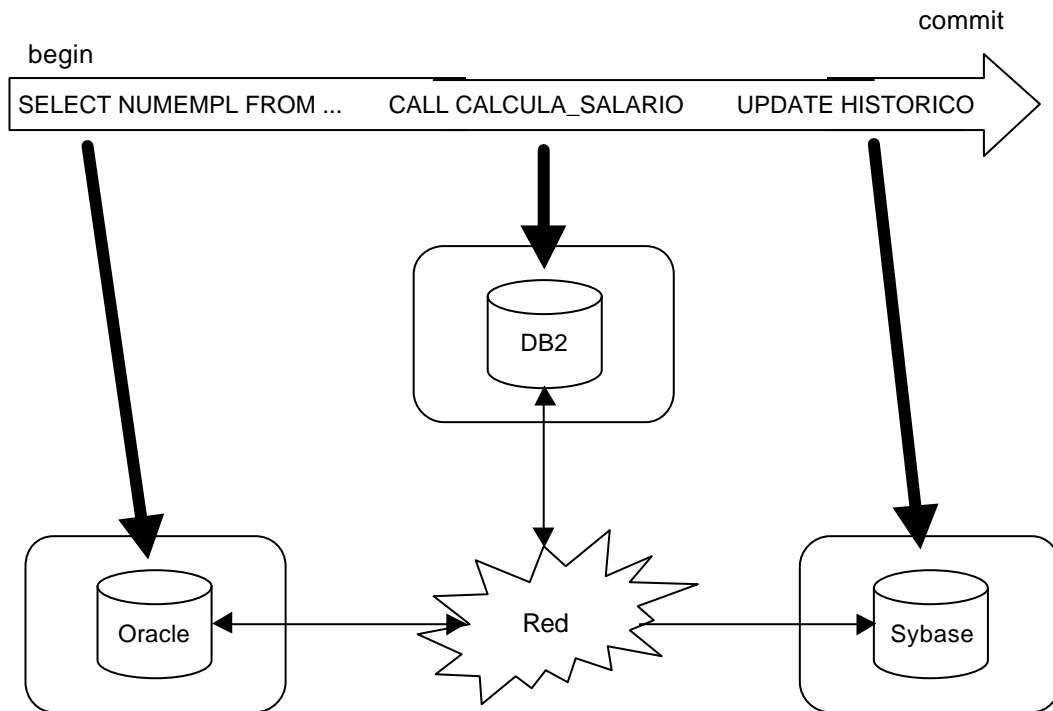 commit
begin
SELECT NUMEMPL FROM ... CALL CALCULA_SALARIO UPDATE HISTORICO
DB2
Oracle Red Sybase